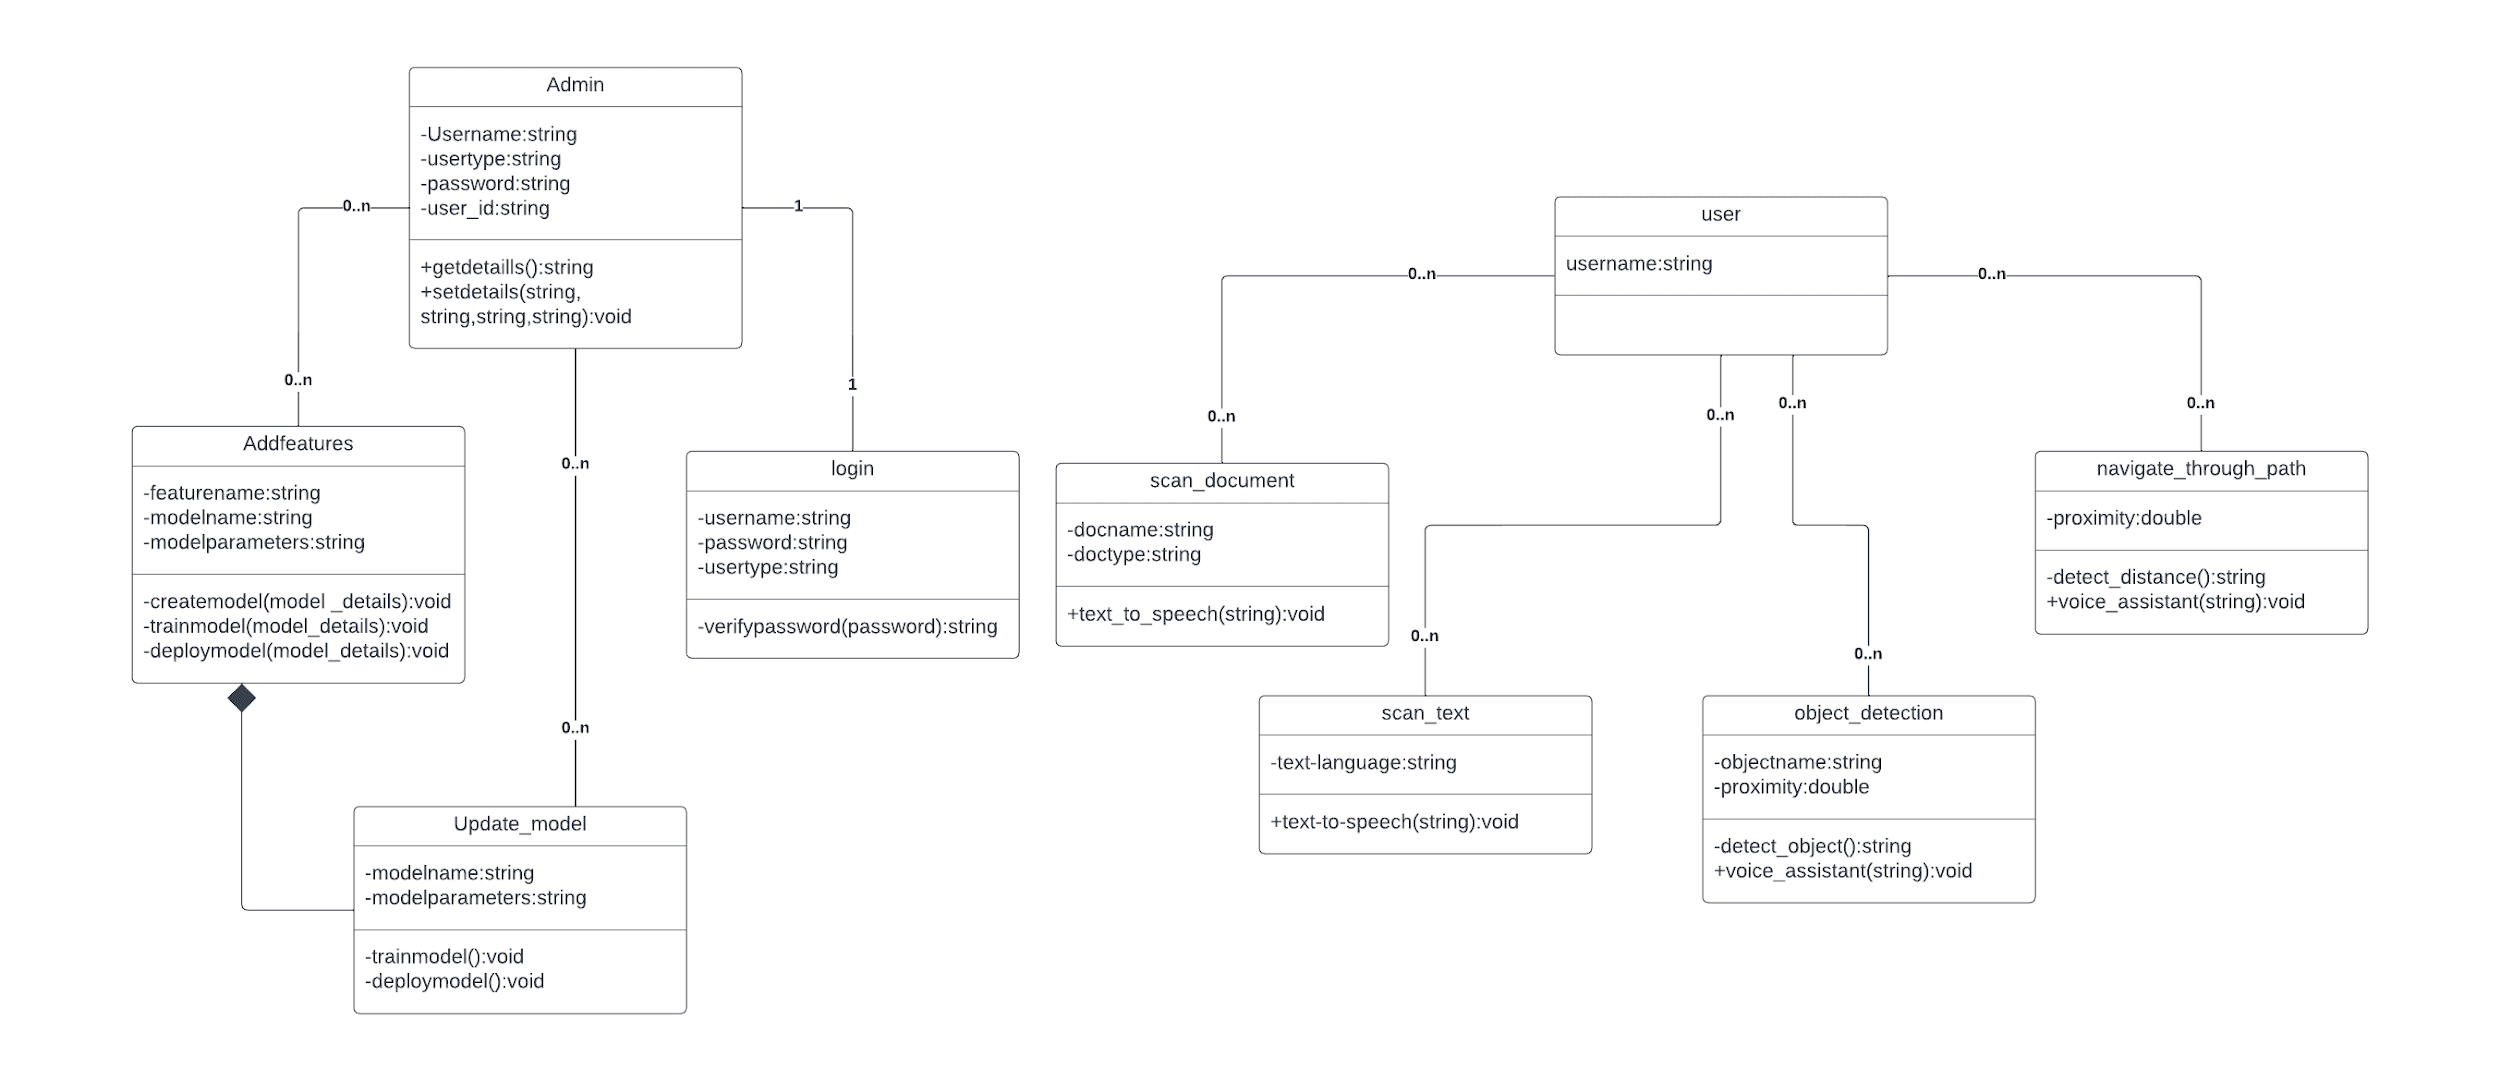 Admin
-Username:string
-usertype:string
-password:string
-user_id:string
+getdetaills():string
+setdetails(string,
string,string,string):void
0..n
1
0..n
1
0..n
0..n
Addfeatures
-featurename:string
-modelname:string
-modelparameters:string
-createmodel(model _details):void
-trainmodel(model_details):void
-deploymodel(model_details):void
login
-username:string
-password:string
-usertype:string
-verifypassword(password):string
Update_model
-modelname:string
-modelparameters:string
-trainmodel():void
-deploymodel():void
user
username:string
0..n
0..n
0..n
0..n
0..n
0..n
0..n
0..n
scan_document
-docname:string
-doctype:string
+text_to_speech(string):void
scan_text
-text-language:string
+text-to-speech(string):void
object_detection
-objectname:string
-proximity:double
-detect_object():string
+voice_assistant(string):void
navigate_through_path
-proximity:double
-detect_distance():string
+voice_assistant(string):void